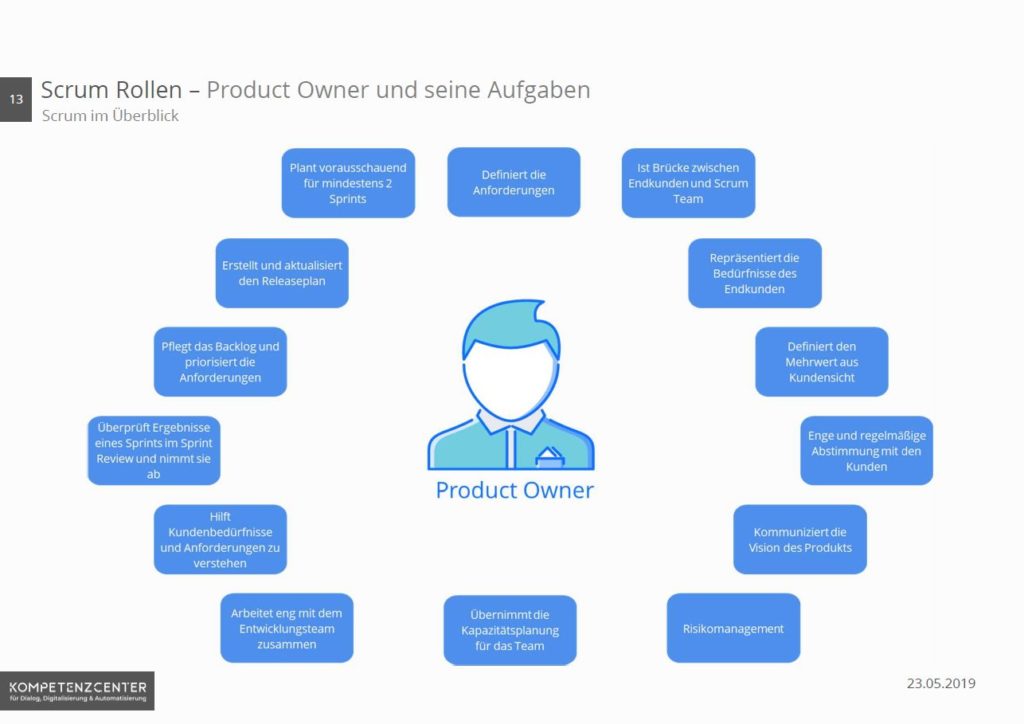 13
Scrum Rollen – Product Owner und seine Aufgaben
Scrum im Überblick
Plant vorausschauend
für mindestens 2
Sprints
Definiert die
Anforderungen
Ist Brücke zwischen
Endkunden und Scrum
Team
Erstellt und aktualisiert
den Releaseplan
Repräsentiert die
Bedürfnisse des
Endkunden
Pflegt das Backlog und
priorisiert die
Anforderungen
Definiert den
Mehrwert aus
Kundensicht
Überprüft Ergebnisse
eines Sprints im Sprint
Review und nimmt sie
ab
Enge und regelmäßige
Abstimmung mit den
Kunden
Product Owner
Hilft
Kundenbedürfnisse
und Anforderungen zu
verstehen
Kommuniziert die
Vision des Produkts
Arbeitet eng mit dem
Entwicklungsteam
zusammen
Übernimmt die
Kapazitätsplanung
für das Team
Risikomanagement
KOMPETENZCENTER
für Dialog, Digitalisierung & Automatisierung
23.05.2019